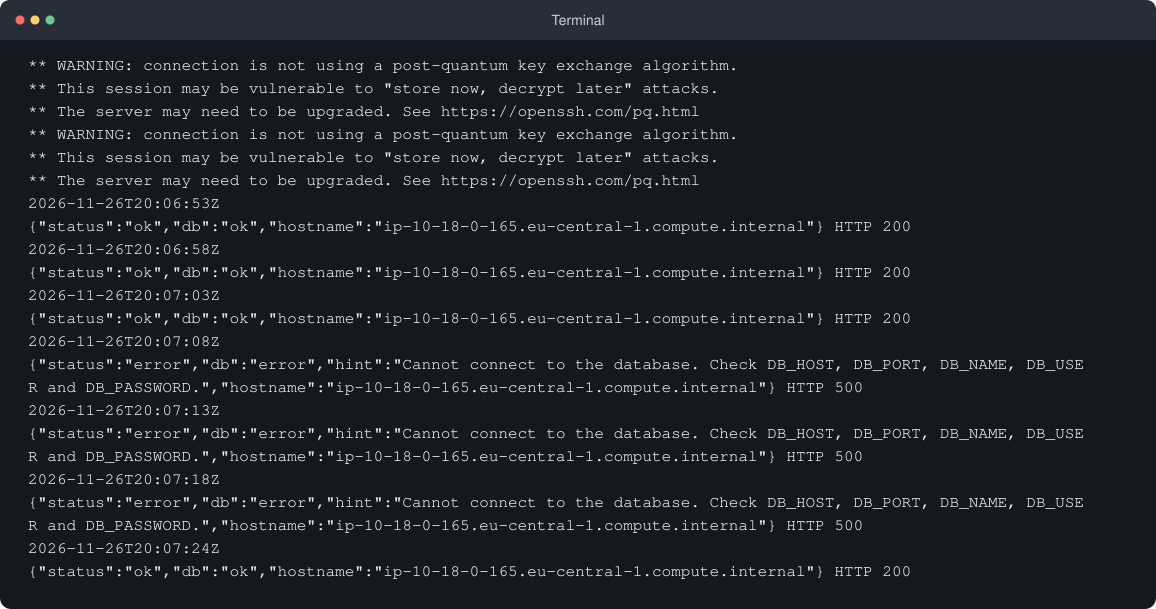 Terminal
** WARNING: connection is not using a post-quantum key exchange algorithm.
** This session may be vulnerable to "store now, decrypt later" attacks.
** The server may need to be upgraded. See https://openssh.com/pq.html
** WARNING: connection is not using a post-quantum key exchange algorithm.
** This session may be vulnerable to "store now, decrypt later" attacks.
** The server may need to be upgraded. See https://openssh.com/pq.html
2026-11-26T20:06:53Z
{"status":"ok","db":"ok","hostname":"ip-10-18-0-165.eu-central-1.compute.internal"} HTTP 200
2026-11-26T20:06:58Z
{"status":"ok","db":"ok","hostname":"ip-10-18-0-165.eu-central-1.compute.internal"} HTTP 200
2026-11-26T20:07:03Z
{"status":"ok","db":"ok","hostname":"ip-10-18-0-165.eu-central-1.compute.internal"} HTTP 200
2026-11-26T20:07:08Z
{"status":"error","db":"error","hint":"Cannot connect to the database. Check DB_HOST, DB_PORT, DB_NAME, DB_USE
R and DB_PASSWORD.","hostname":"ip-10-18-0-165.eu-central-1.compute.internal"} HTTP 500
2026-11-26T20:07:13Z
{"status":"error","db":"error","hint":"Cannot connect to the database. Check DB_HOST, DB_PORT, DB_NAME, DB_USE
R and DB_PASSWORD.","hostname":"ip-10-18-0-165.eu-central-1.compute.internal"} HTTP 500
2026-11-26T20:07:18Z
{"status":"error","db":"error","hint":"Cannot connect to the database. Check DB_HOST, DB_PORT, DB_NAME, DB_USE
R and DB_PASSWORD.","hostname":"ip-10-18-0-165.eu-central-1.compute.internal"} HTTP 500
2026-11-26T20:07:24Z
{"status":"ok","db":"ok","hostname":"ip-10-18-0-165.eu-central-1.compute.internal"} HTTP 200